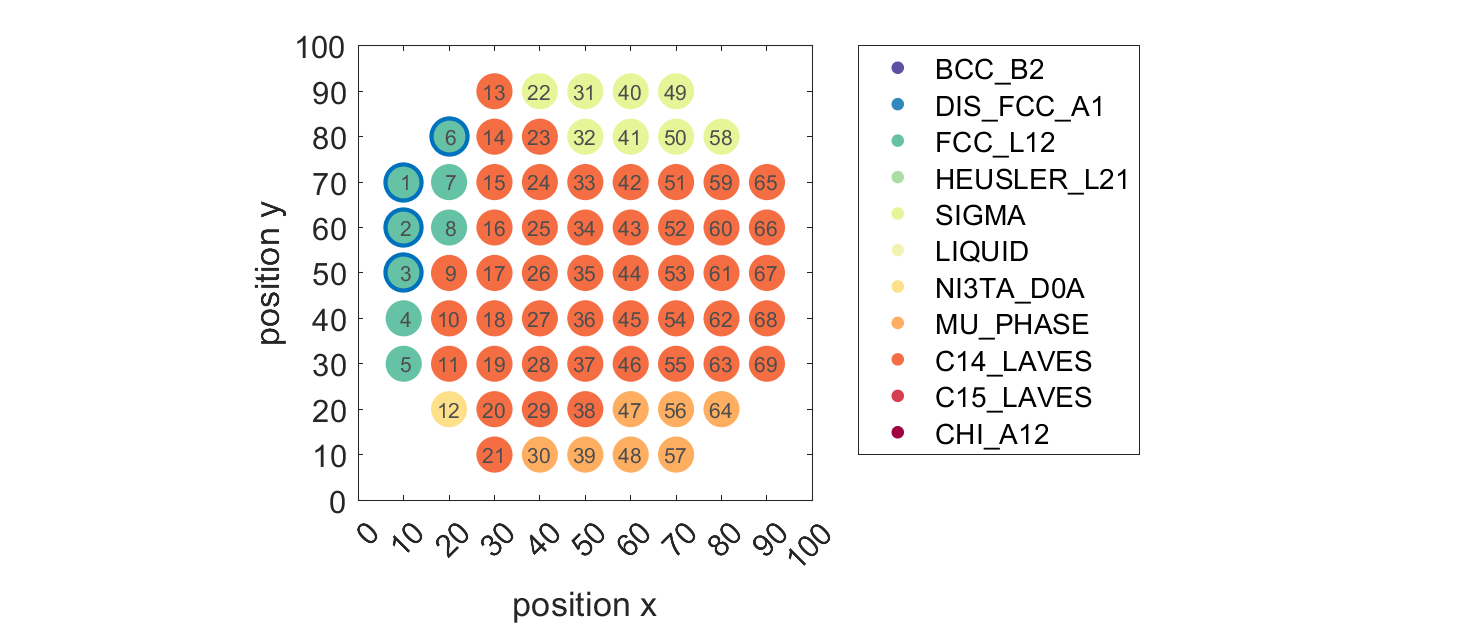 100
90
80
70
60
50
40
30
20
10
0
position y
13 22 31 40 49
6 14 23 32 41 50 58
1 7 15 24 33 42 51 59 65
2 8 16 25 34 43 52 60 66
3 9 17 26 35 44 53 61 67
4 10 18 27 36 45 54 62 68
5 11 19 28 37 46 55 63 69
12 20 29 38 47 56 64
21 30 39 48 57
0 10 20 30 40 50 60 70 80 90 100
position x
BCC_B2
DIS_FCC_A1
FCC_L12
HEUSLER_L21
SIGMA
LIQUID
NI3TA_D0A
MU_PHASE
C14_LAVES
C15_LAVES
CHI_A12